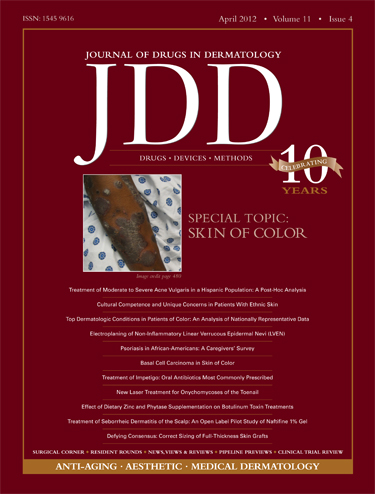 ISSN: 1545 9616
April 2012 • Volume 11 • Issue 4
JOURNAL OF DRUGS IN DERMATOLOGY
JDD
DRUGS • DEVICES • METHODS
CELEBRATING
10
YEARS
SPECIAL TOPIC:
SKIN OF COLOR
Image credit page 480
Treatment of Moderate to Severe Acne Vulgaris in a Hispanic Population: A Post-Hoc Analysis
Cultural Competence and Unique Concerns in Patients With Ethnic Skin
Top Dermatologic Conditions in Patients of Color: An Analysis of Nationally Representative Data
Electroplaning of Non-Inflammatory Linear Verrucous Epidermal Nevi (LVEN)
Psoriasis in African-Americans: A Caregivers' Survey
Basal Cell Carcinoma in Skin of Color
Treatment of Impetigo: Oral Antibiotics Most Commonly Prescribed
New Laser Treatment for Onychomycoses of the Toenail
Effect of Dietary Zinc and Phytase Supplementation on Botulinum Toxin Treatments
Treatment of Seborrheic Dermatitis of the Scalp: An Open Label Pilot Study of Naftifine 1% Gel
Defying Consensus: Correct Sizing of Full-Thickness Skin Grafts
SURGICAL CORNER • RESIDENT ROUNDS • NEWS,VIEWS & REVIEWS • PIPELINE PREVIEWS • CLINICAL TRIAL REVIEW
ANTI-AGING • AESTHETIC • MEDICAL DERMATOLOGY